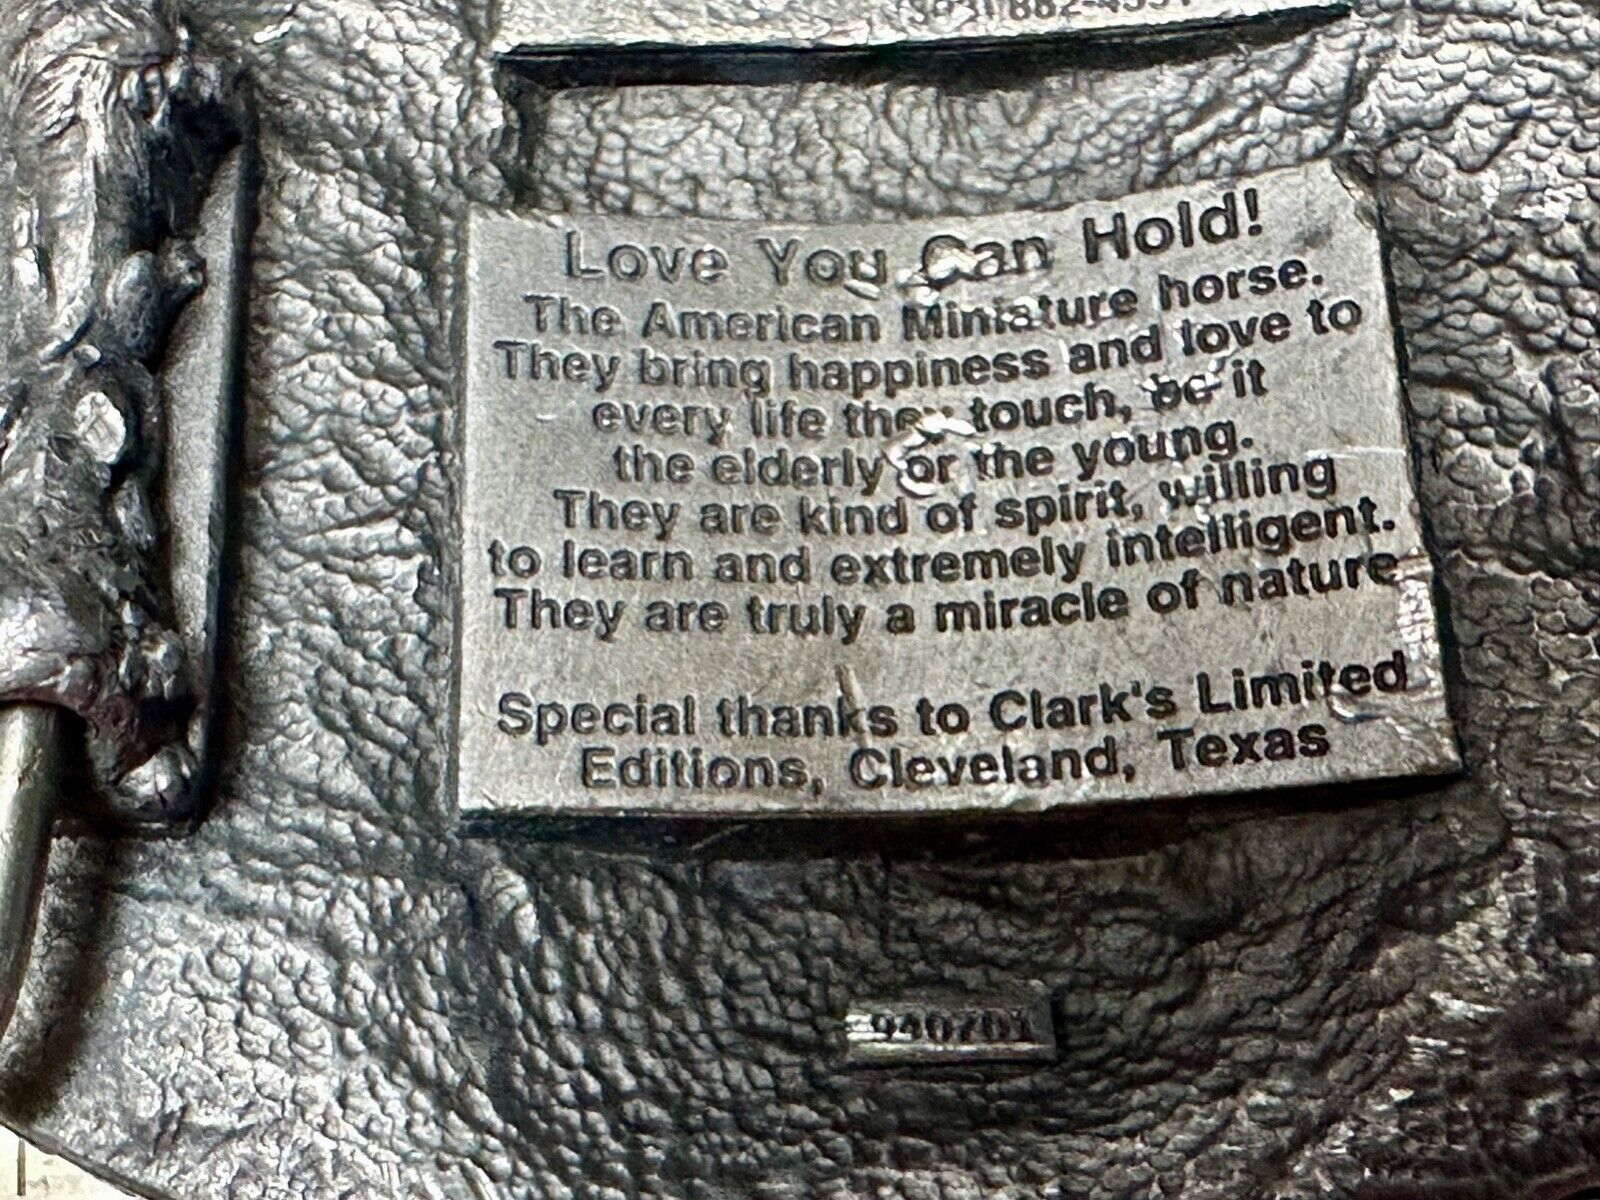 Love You Can Hold!
The American Miniature horse.
They bring happiness and love to
every life they touch, be it
the elderly or the young.
They are kind of spirit, willing
to learn and extremely intelligent.
They are truly a miracle of nature
Special thanks to Clark's Limited
Editions, Cleveland, Texas